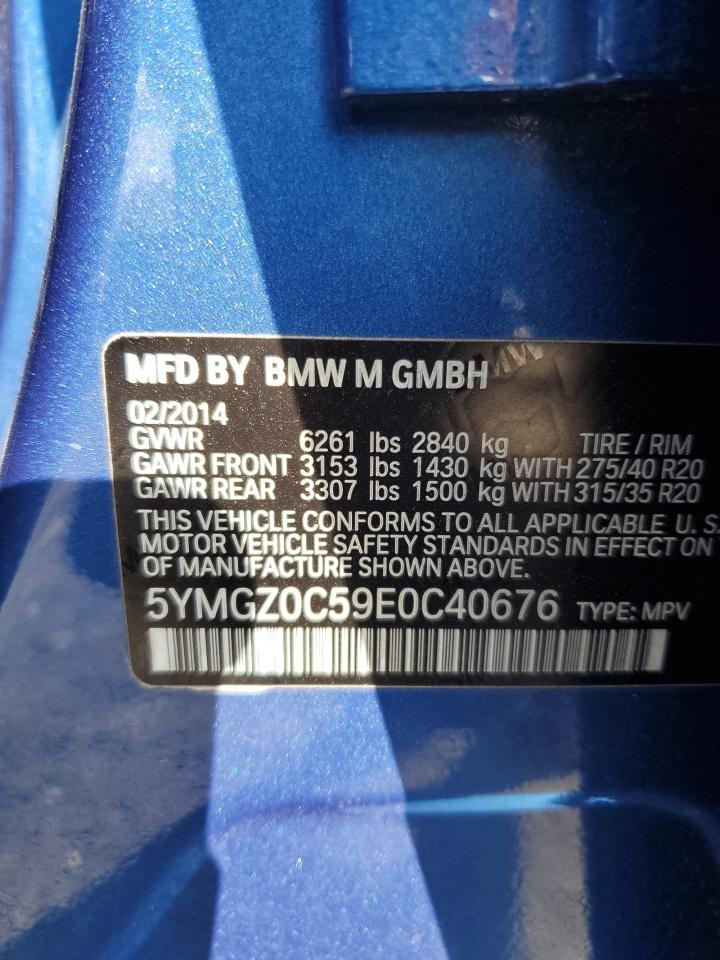 MFD BY BMW M GMBH
02/2014
GVWR 6261 lbs 2840 kg TIRE / RIM
GAWR FRONT 3153 lbs 1430 kg WITH 275/40 R20
GAWR REAR 3307 lbs 1500 kg WITH 315/35 R20
THIS VEHICLE CONFORMS TO ALL APPLICABLE U. S.
MOTOR VEHICLE SAFETY STANDARDS IN EFFECT ON
OF MANUFACTURE SHOWN ABOVE.
5YMGZ0C59E0C40676 TYPE: MPV